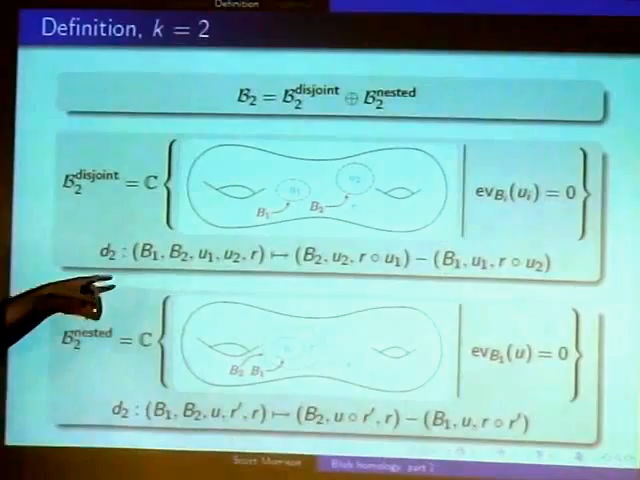 Definition
Definition, k = 2
𝓑₂ = 𝓑₂^disjoint ⊕ 𝓑₂^nested
𝓑₂^disjoint = ℂ { u₁ u₂ B₁ B₂ | ev_{B_i}(u_i) = 0 }
d₂ : (B₁, B₂, u₁, u₂, r) ↦ (B₂, u₂, r ∘ u₁) − (B₁, u₁, r ∘ u₂)
𝓑₂^nested = ℂ { B₂ B₁ | ev_{B₁}(u) = 0 }
d₂ : (B₁, B₂, u, r′, r) ↦ (B₂, u ∘ r′, r) − (B₁, u, r ∘ r′)
Scott Morrison Blob homology, part